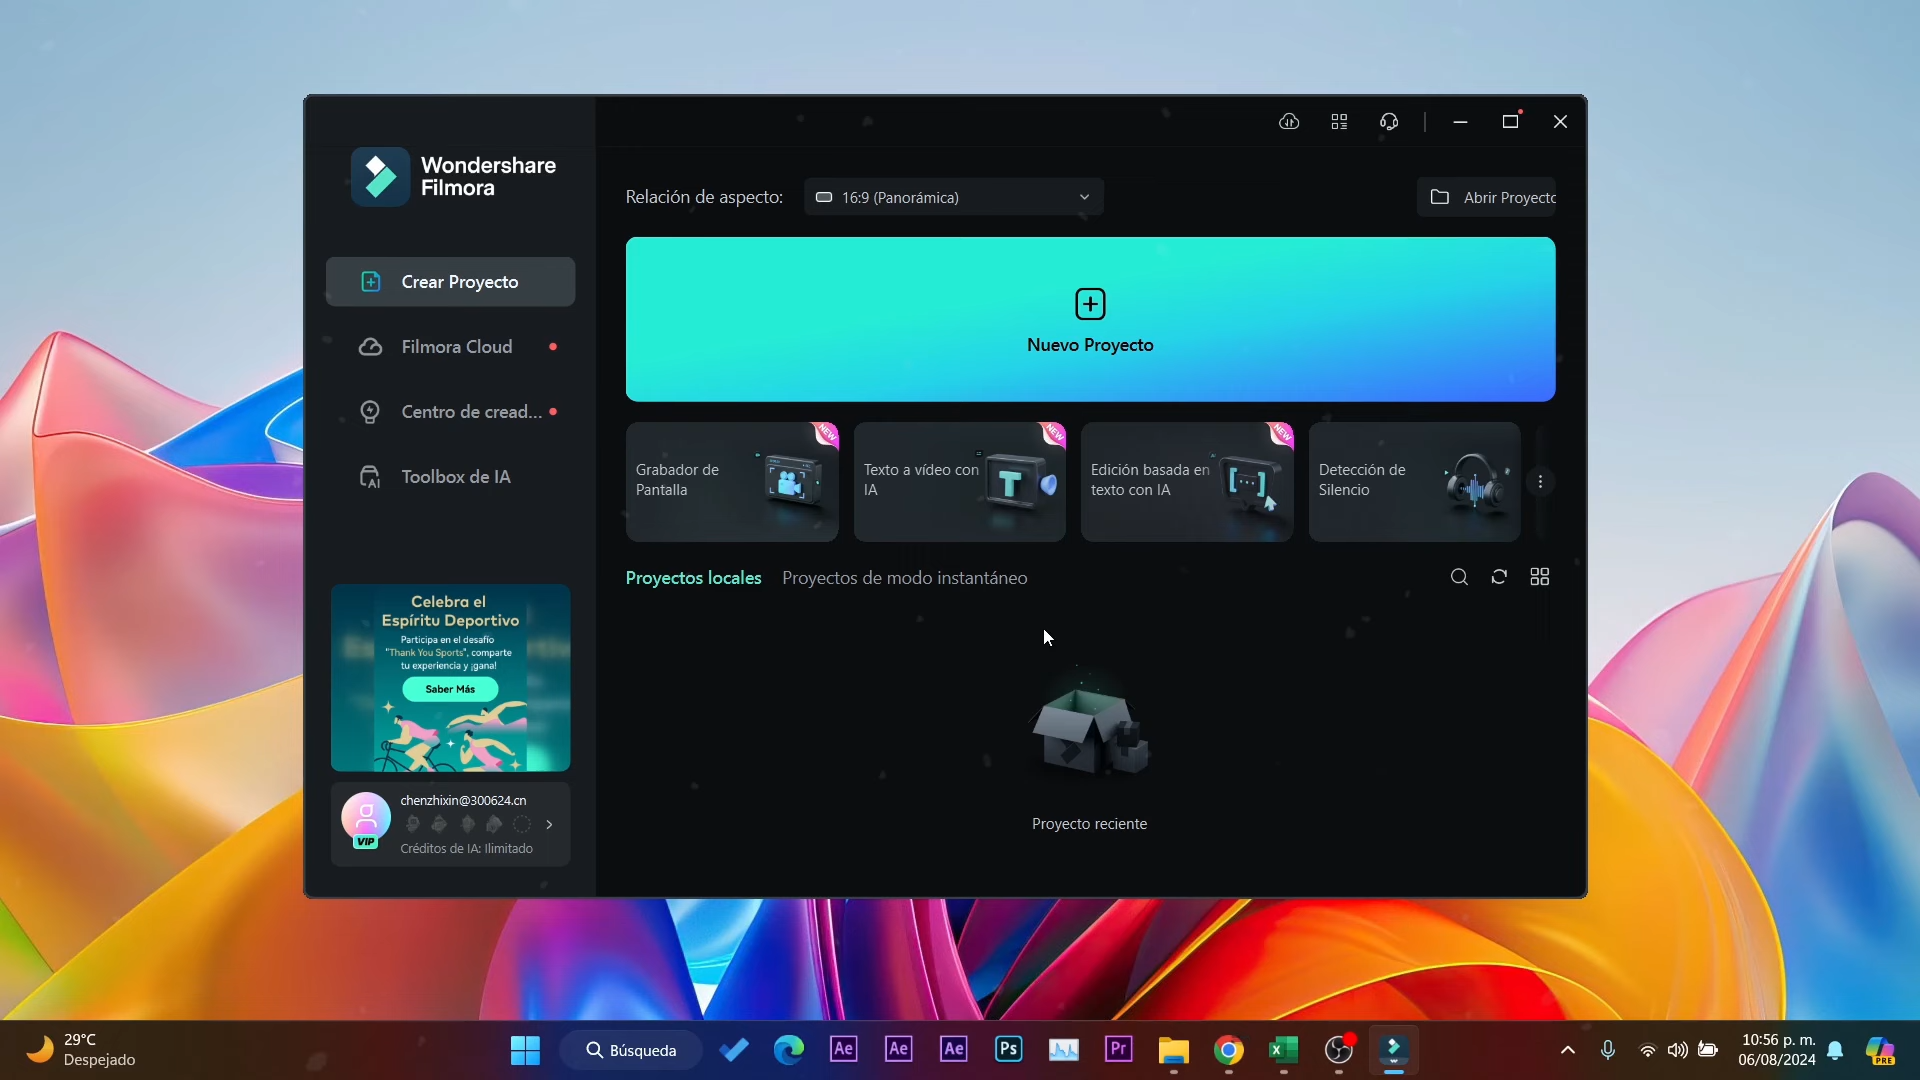 Wondershare
Filmora
Relación de aspecto:
16:9 (Panorámica)
Abrir Proyecto
Crear Proyecto
Filmora Cloud
Centro de cread...
Toolbox de IA
Nuevo Proyecto
NEW
Grabador de
Pantalla
NEW
Texto a vídeo con
IA
T
NEW
Edición basada en
texto con IA
Detección de
Silencio
Proyectos locales
Proyectos de modo instantáneo
Celebra el
Espíritu Deportivo
Participa en el desafío
"Thank You Sports", comparte
tu experiencia y ¡gana!
Saber Más
chenzhixin@300624.cn
VIP
Créditos de IA: Ilimitado
Proyecto reciente
29°C
Despejado
Búsqueda
Ae
Ae
Ae
Ps
Pr
10:56 p. m.
06/08/2024
PRE